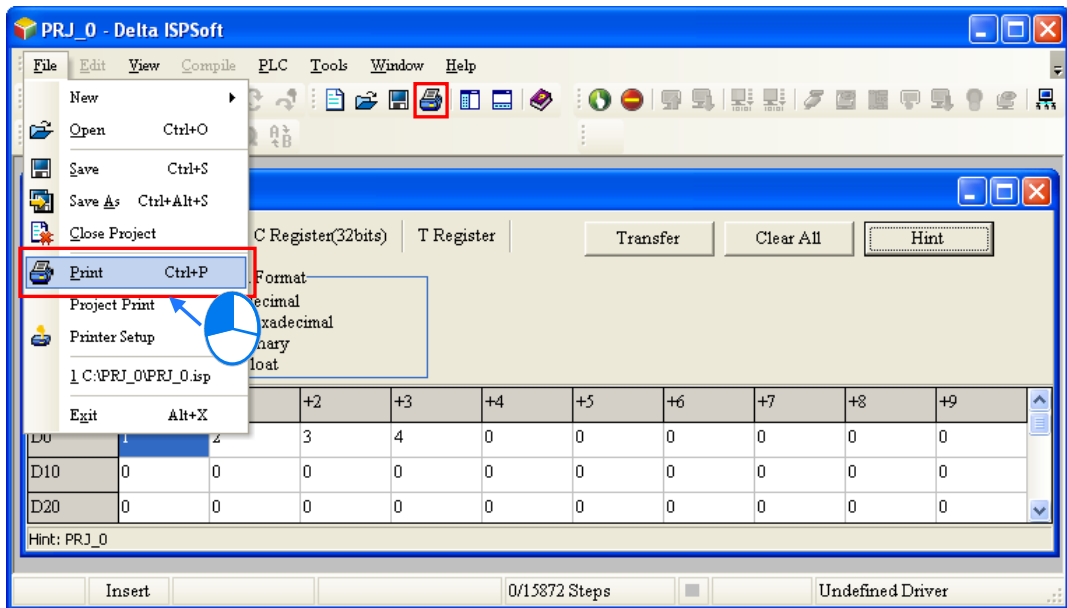 PRJ_0 - Delta ISPSoft
File Edit View Compile PLC Tools Window Help
New
Open Ctrl+O
Save Ctrl+S
Save As Ctrl+Alt+S
Close Project
Print Ctrl+P
Project Print
Printer Setup
1 C:\PRJ_0\PRJ_0.isp
Exit Alt+X
C Register(32bits) T Register Transfer Clear All Hint
Format
+2 +3 +4 +5 +6 +7 +8 +9
D0 1 2 3 4 0 0 0 0 0 0
D10 0 0 0 0 0 0 0 0 0 0
D20 0 0 0 0 0 0 0 0 0 0
Hint: PRJ_0
Insert 0/15872 Steps Undefined Driver